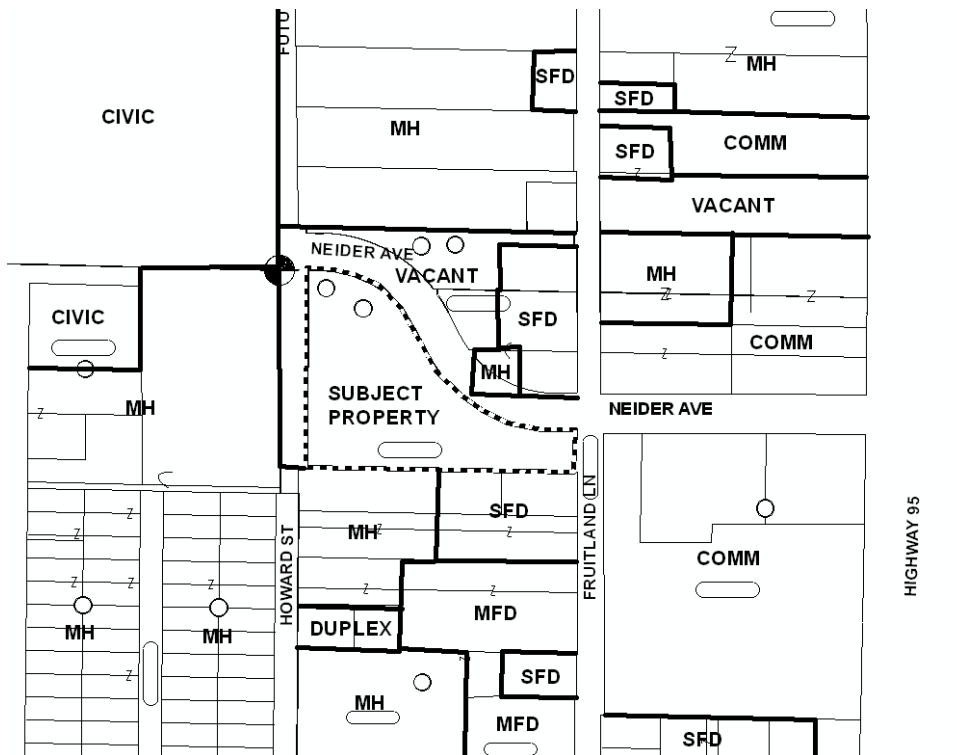 FUTU
MH
SFD
SFD
CIVIC
MH
SFD
COMM
VACANT
NEIDER AVE
VACANT
MH
CIVIC
SFD
COMM
MH
SUBJECT
PROPERTY
MH
NEIDER AVE
SFD
MH
FRUITLAND LN
HIGHWAY 95
HOWARD ST
COMM
MFD
DUPLEX
MH
MH
SFD
MH
MFD
SFD